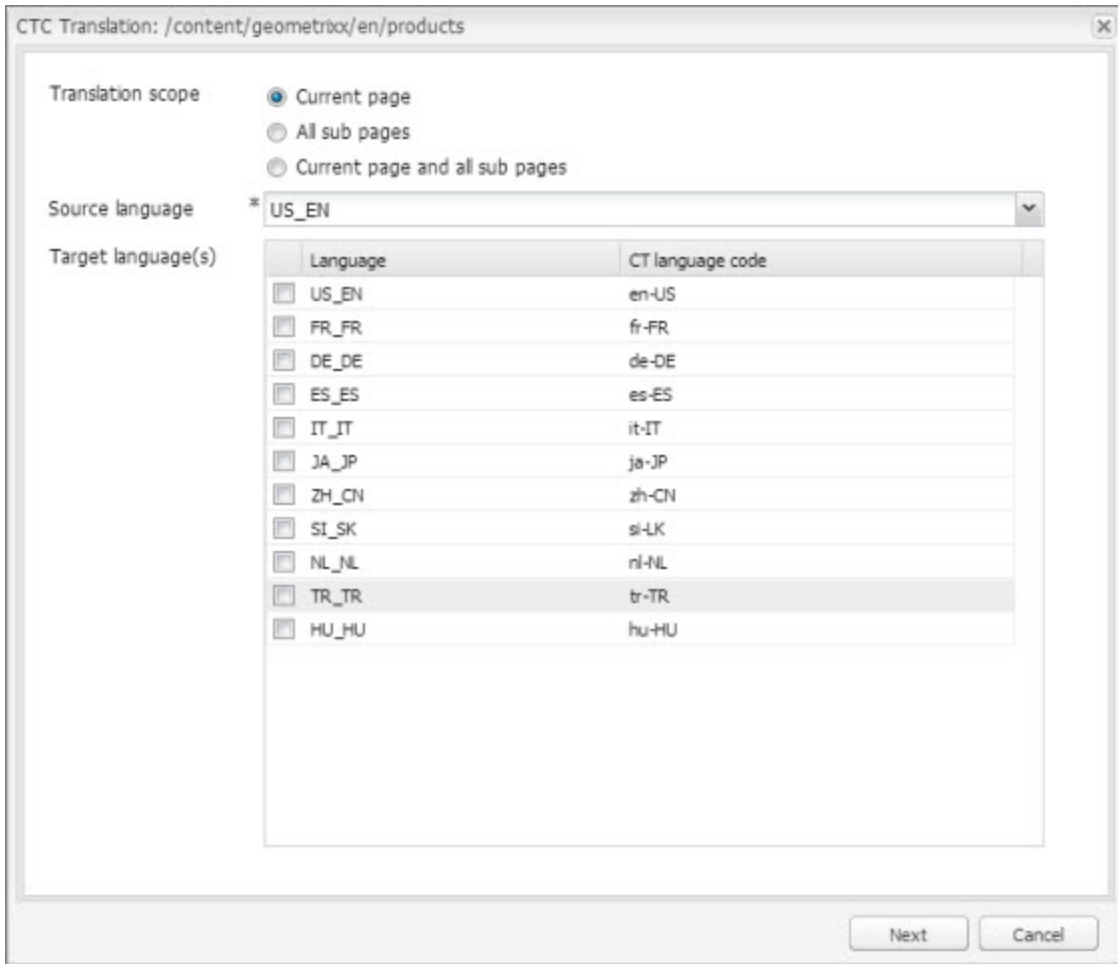 CTC Translation: /content/geometrixx/en/products
Translation scope
Current page
All sub pages
Current page and all sub pages
Source language * US_EN
Target language(s)
Language CT language code
US_EN en-US
FR_FR fr-FR
DE_DE de-DE
ES_ES es-ES
IT_IT it-IT
JA_JP ja-JP
ZH_CN zh-CN
SI_SK si-LK
NL_NL nl-NL
TR_TR tr-TR
HU_HU hu-HU
Next Cancel